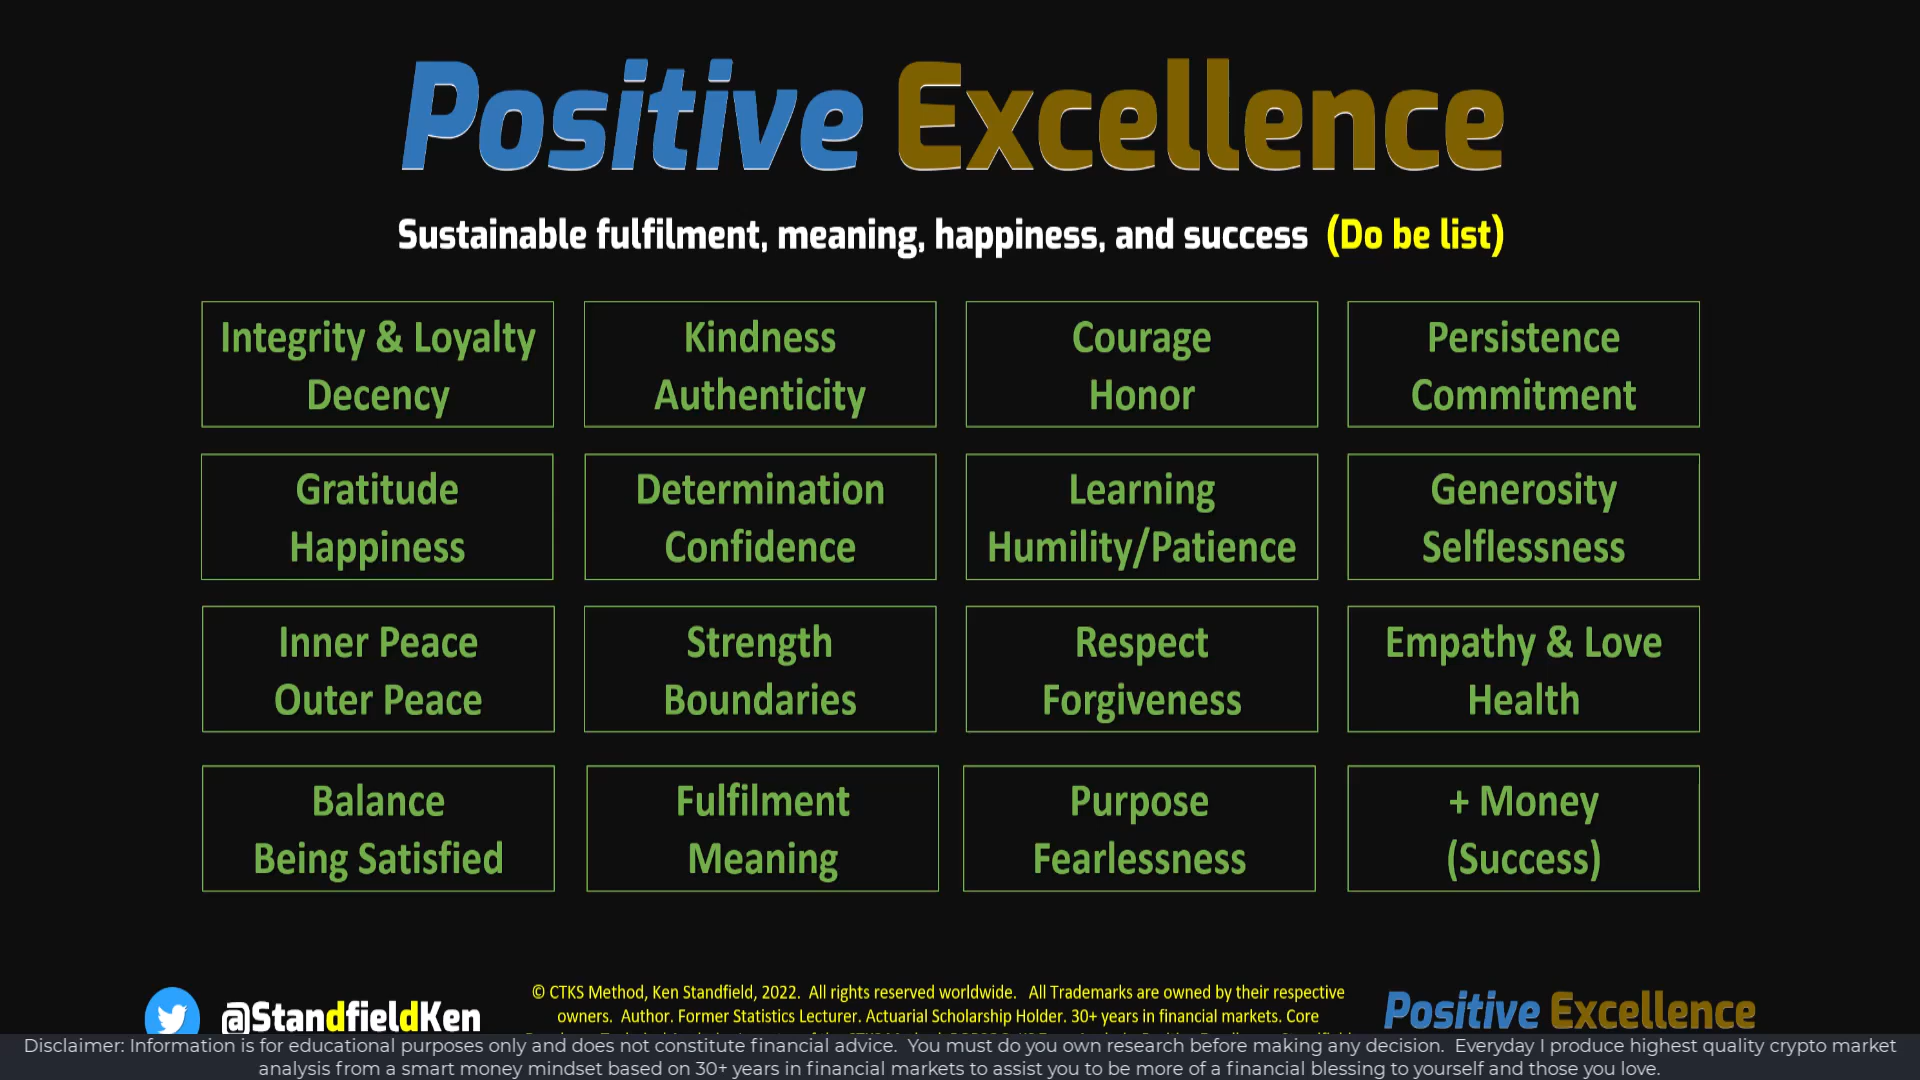 Positive Excellence
Sustainable fulfilment, meaning, happiness, and success (Do be list)
Integrity & Loyalty
Decency
Kindness
Authenticity
Courage
Honor
Persistence
Commitment
Gratitude
Happiness
Determination
Confidence
Learning
Humility/Patience
Generosity
Selflessness
Inner Peace
Outer Peace
Strength
Boundaries
Respect
Forgiveness
Empathy & Love
Health
Balance
Being Satisfied
Fulfilment
Meaning
Purpose
Fearlessness
+ Money
(Success)
@StandfieldKen
© CTKS Method, Ken Standfield, 2022. All rights reserved worldwide. All Trademarks are owned by their respective
owners. Author. Former Statistics Lecturer. Actuarial Scholarship Holder. 30+ years in financial markets. Core
Positive Excellence
Disclaimer: Information is for educational purposes only and does not constitute financial advice. You must do you own research before making any decision. Everyday I produce highest quality crypto market
analysis from a smart money mindset based on 30+ years in financial markets to assist you to be more of a financial blessing to yourself and those you love.